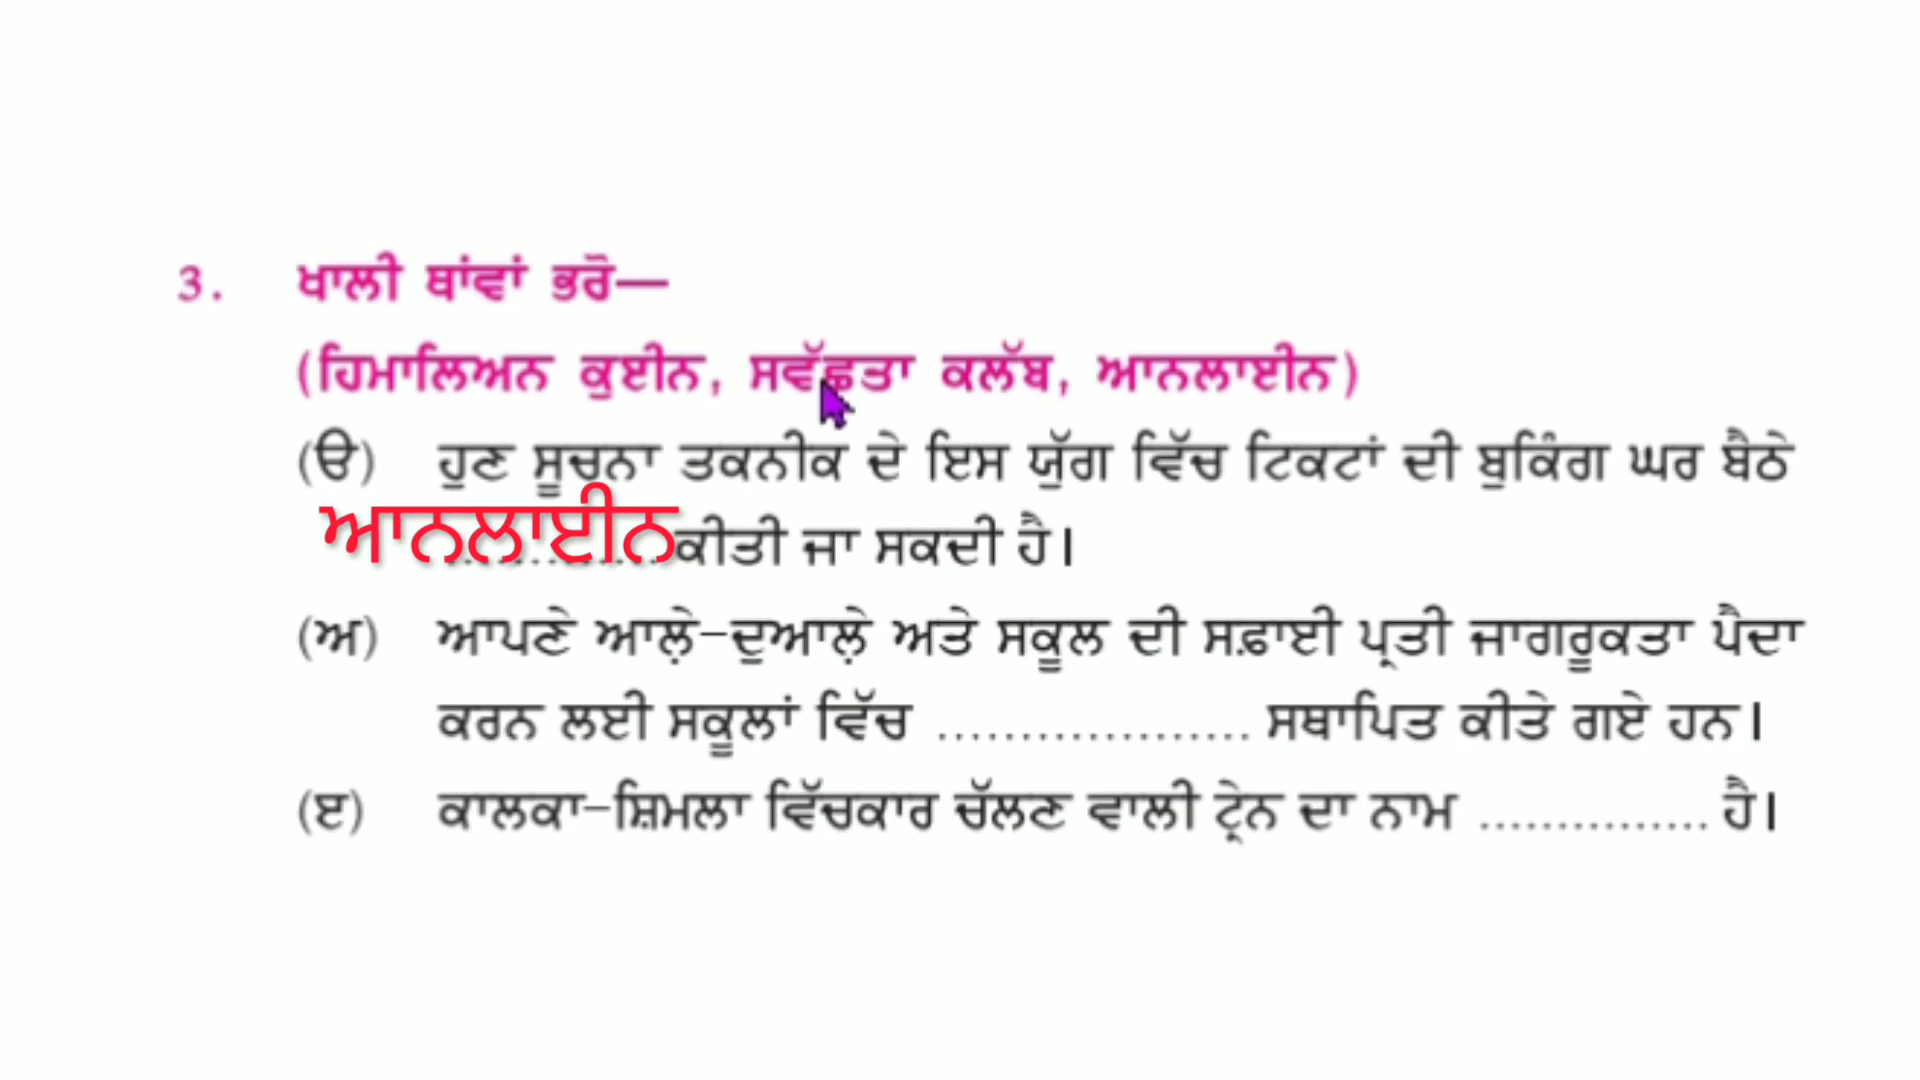 3. ਖਾਲੀ ਥਾਂਵਾਂ ਭਰੋ—
(ਹਿਮਾਲਿਅਨ ਕੁਈਨ, ਸਵੱਛਤਾ ਕਲੱਬ, ਆਨਲਾਈਨ)
(ੳ) ਹੁਣ ਸੂਚਨਾ ਤਕਨੀਕ ਦੇ ਇਸ ਯੁੱਗ ਵਿੱਚ ਟਿਕਟਾਂ ਦੀ ਬੁਕਿੰਗ ਘਰ ਬੈਠੇ
ਆਨਲਾਈਨ ਕੀਤੀ ਜਾ ਸਕਦੀ ਹੈ।
(ਅ) ਆਪਣੇ ਆਲ਼ੇ-ਦੁਆਲ਼ੇ ਅਤੇ ਸਕੂਲ ਦੀ ਸਫ਼ਾਈ ਪ੍ਰਤੀ ਜਾਗਰੂਕਤਾ ਪੈਦਾ
ਕਰਨ ਲਈ ਸਕੂਲਾਂ ਵਿੱਚ ................... ਸਥਾਪਿਤ ਕੀਤੇ ਗਏ ਹਨ।
(ੲ) ਕਾਲਕਾ-ਸ਼ਿਮਲਾ ਵਿੱਚਕਾਰ ਚੱਲਣ ਵਾਲੀ ਟ੍ਰੇਨ ਦਾ ਨਾਮ ............... ਹੈ।